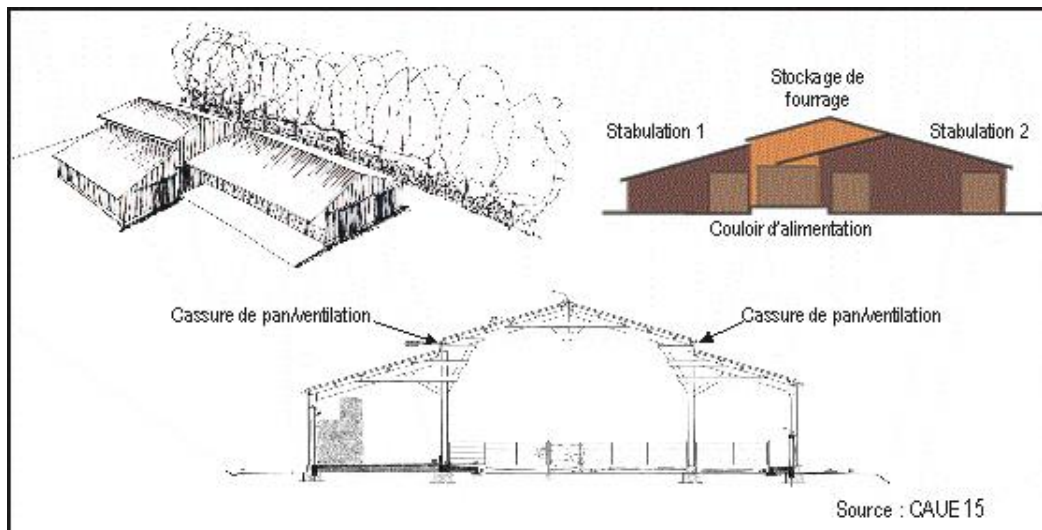 Stockage de
fourrage
Stabulation 1
Stabulation 2
Couloir d'alimentation
Cassure de pan/ventilation
Cassure de pan/ventilation
Source : CAUE 15